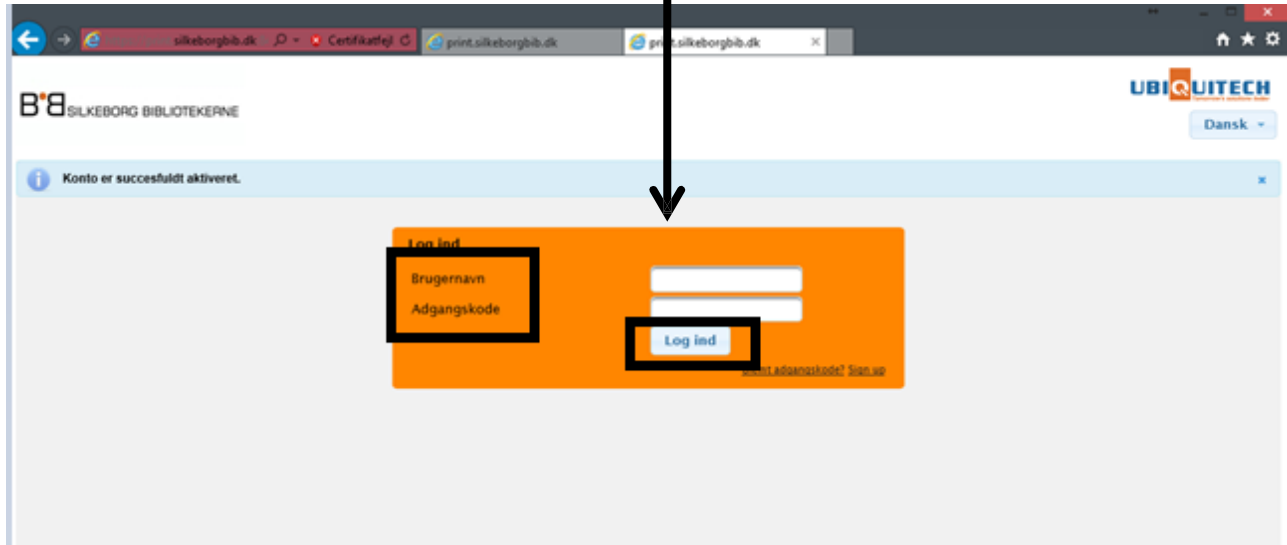 silkeborgbib.dk Certifikatfejl print.silkeborgbib.dk print.silkeborgbib.dk
B'B SILKEBORG BIBLIOTEKERNE
UBIQUITECH
Dansk
Konto er succesfuldt aktiveret.
Log ind
Brugernavn
Adgangskode
Log ind
Glemt adgangskode? Sign up